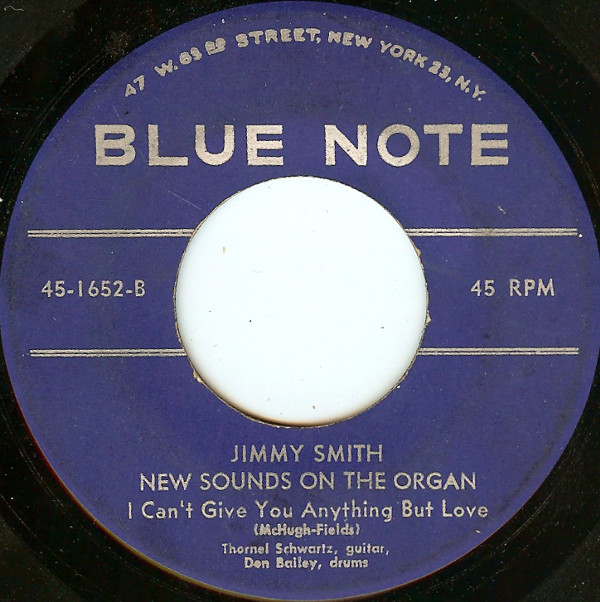 47 W. 63RD STREET, NEW YORK 23, N.Y.
BLUE NOTE
45-1652-B
45 RPM
JIMMY SMITH
NEW SOUNDS ON THE ORGAN
I Can't Give You Anything But Love
(McHugh-Fields)
Thornel Schwartz, guitar,
Don Bailey, drums